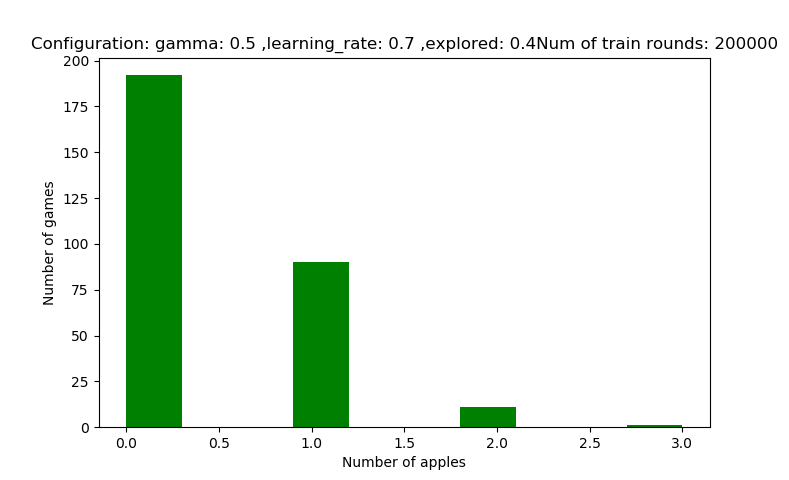 Configuration: gamma: 0.5 ,learning_rate: 0.7 ,explored: 0.4Num of train rounds: 200000
200
175
150
125
100
75
50
25
0
Number of games
0.0 0.5 1.0 1.5 2.0 2.5 3.0
Number of apples